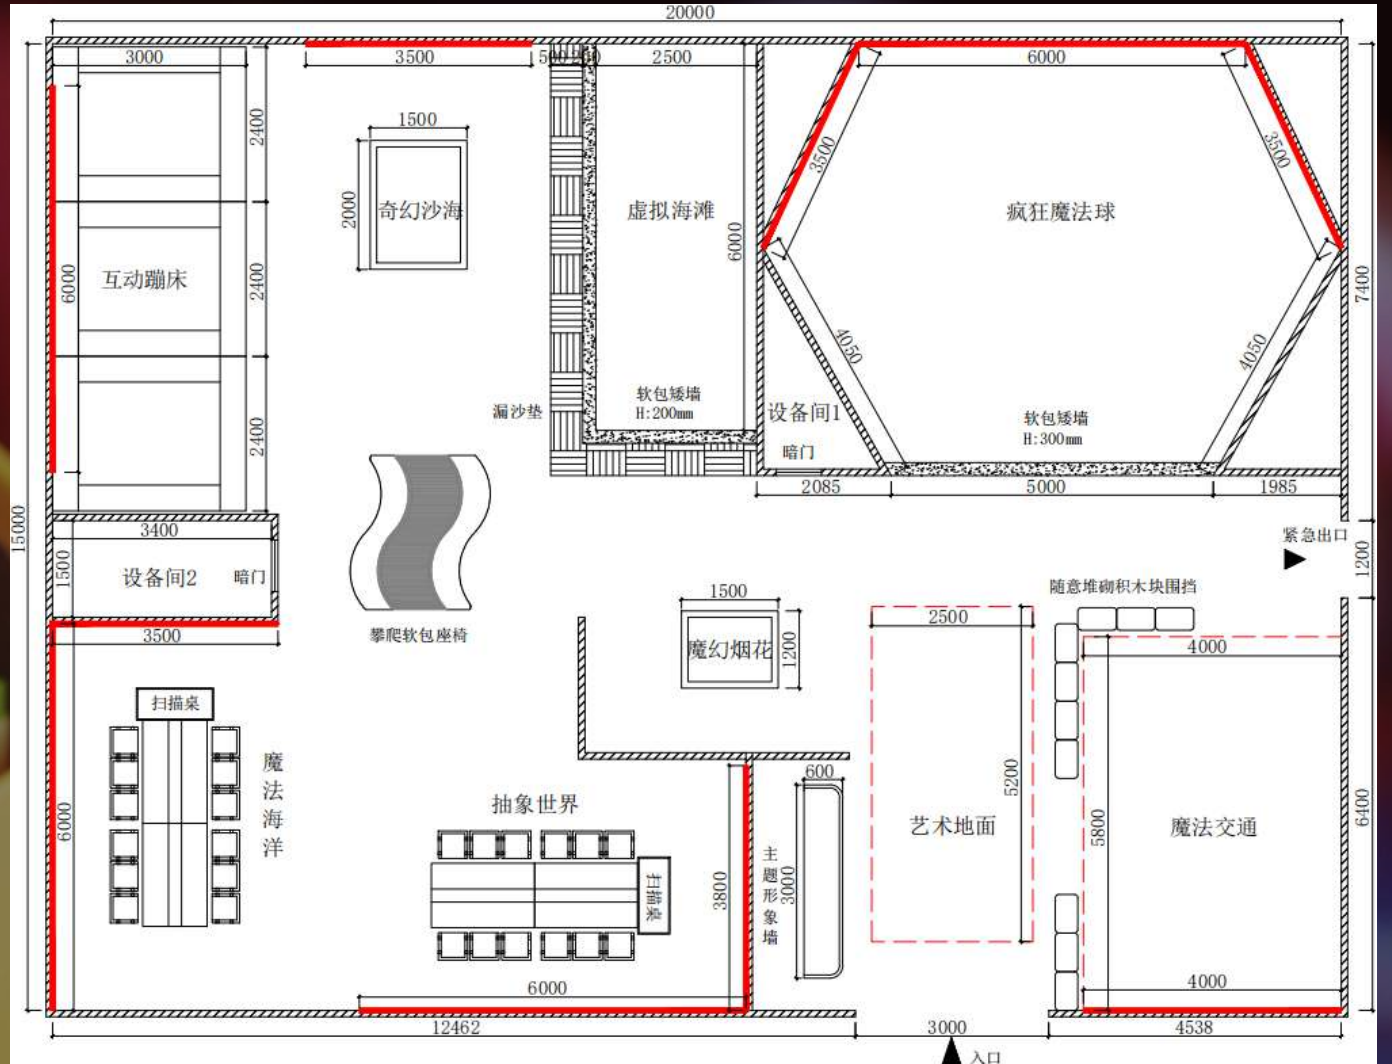 20000
3000
3500
500
2500
6000
2400
1500
3500
3500
2000
奇幻沙海
虚拟海滩
疯狂魔法球
6000
6000
互动蹦床
2400
7400
4050
4050
软包矮墙
H:200mm
漏沙垫
设备间1
暗门
软包矮墙
H:300mm
2400
2085
5000
1985
15000
3400
1500
设备间2
暗门
紧急出口
1200
3500
攀爬软包座椅
1500
魔幻烟花
1200
随意堆砌积木块围挡
2500
4000
扫描桌
魔法海洋
6000
抽象世界
扫描桌
3800
600
主题形象墙
3000
5200
艺术地面
5800
魔法交通
6400
6000
4000
12462
3000
4538
入口